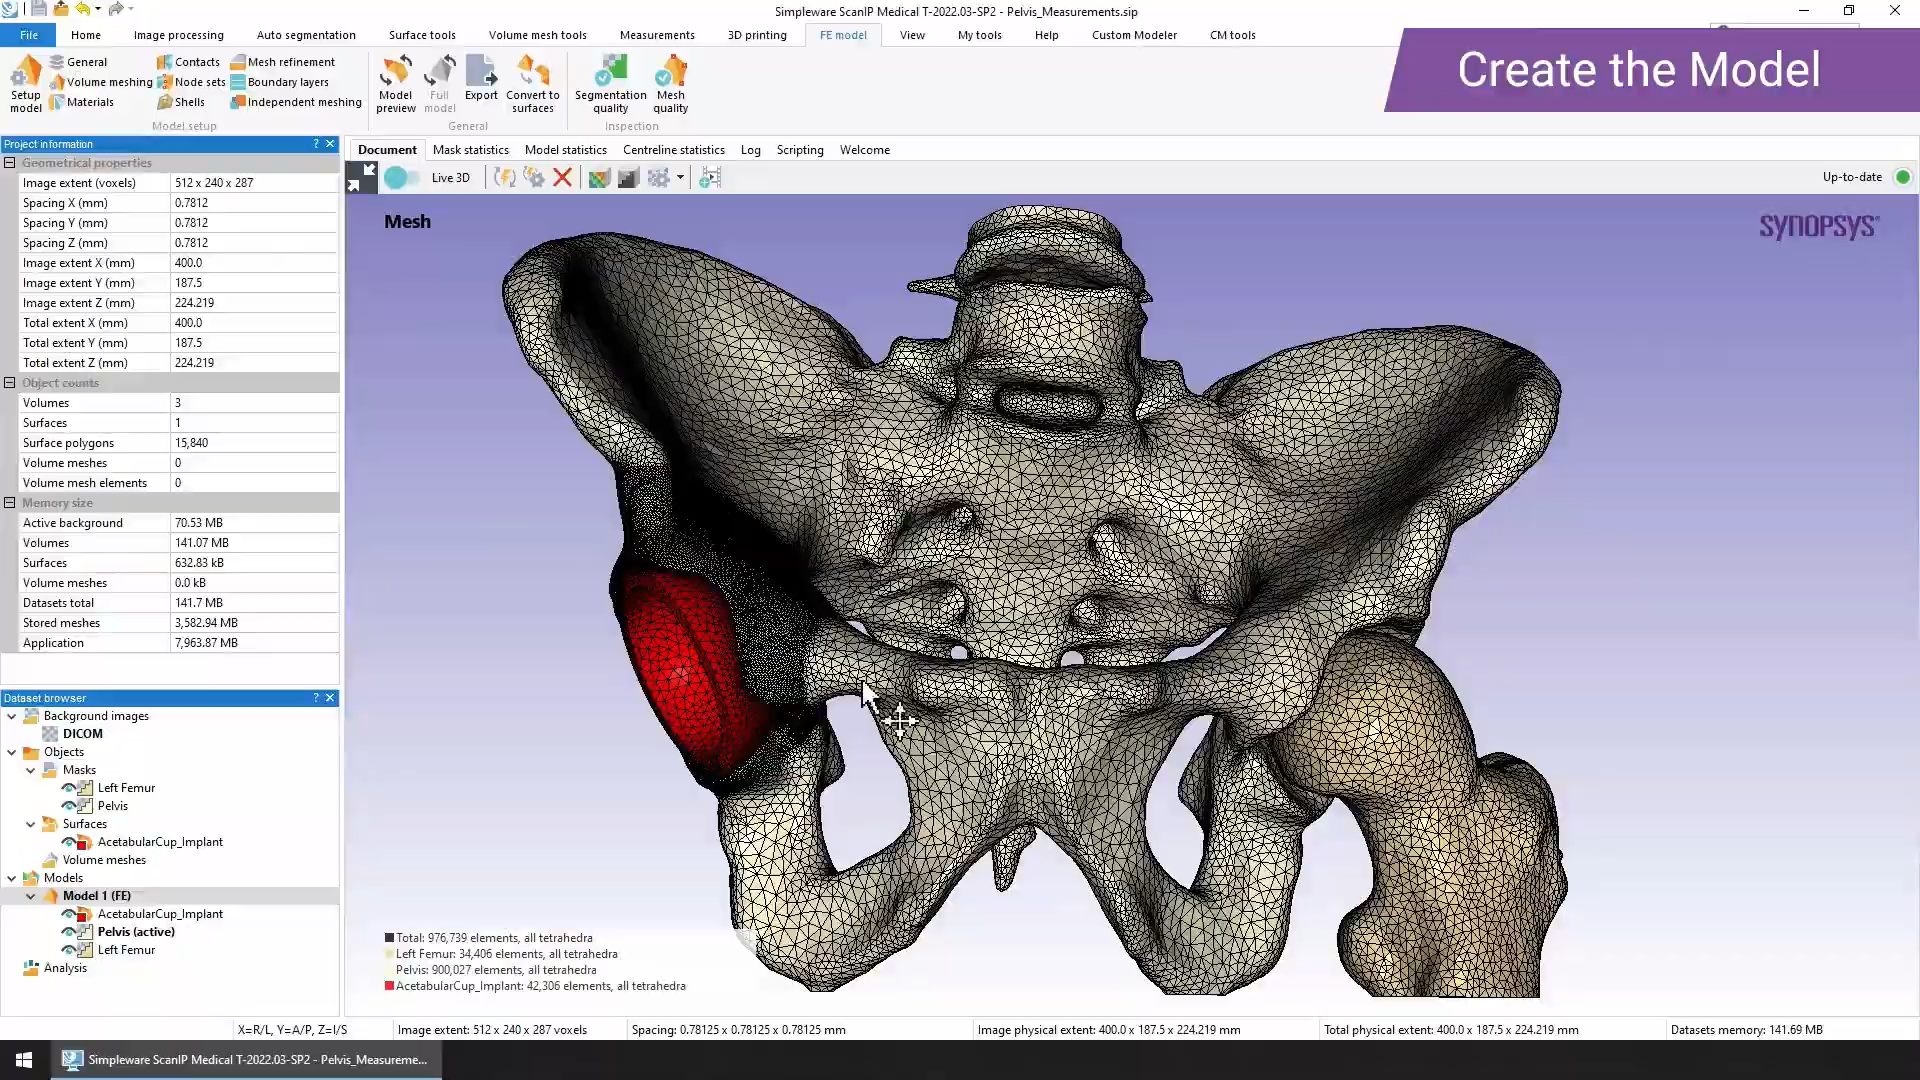 Simpleware ScanIP Medical T-2022.03-SP2 - Pelvis_Measurements.sip
File Home Image processing Auto segmentation Surface tools Volume mesh tools Measurements 3D printing FE model View My tools Help Custom Modeler CM tools
Create the Model
Setup model
General
Volume meshing
Materials
Contacts
Node sets
Shells
Mesh refinement
Boundary layers
Independent meshing
Model setup
Model preview
Full model
Export
Convert to surfaces
General
Segmentation quality
Mesh quality
Inspection
Project information ?
Geometrical properties
Image extent (voxels) 512 x 240 x 287
Spacing X (mm) 0.7812
Spacing Y (mm) 0.7812
Spacing Z (mm) 0.7812
Image extent X (mm) 400.0
Image extent Y (mm) 187.5
Image extent Z (mm) 224.219
Total extent X (mm) 400.0
Total extent Y (mm) 187.5
Total extent Z (mm) 224.219
Object counts
Volumes 3
Surfaces 1
Surface polygons 15,840
Volume meshes 0
Volume mesh elements 0
Memory size
Active background 70.53 MB
Volumes 141.07 MB
Surfaces 632.83 kB
Volume meshes 0.0 kB
Datasets total 141.7 MB
Stored meshes 3,582.94 MB
Application 7,963.87 MB
Dataset browser ?
Background images
DICOM
Objects
Masks
Left Femur
Pelvis
Surfaces
AcetabularCup_Implant
Volume meshes
Models
Model 1 (FE)
AcetabularCup_Implant
Pelvis (active)
Left Femur
Analysis
Document Mask statistics Model statistics Centreline statistics Log Scripting Welcome
Live 3D
Up-to-date
Mesh
SYNOPSYS
Total: 976,739 elements, all tetrahedra
Left Femur: 34,406 elements, all tetrahedra
Pelvis: 900,027 elements, all tetrahedra
AcetabularCup_Implant: 42,306 elements, all tetrahedra
X=R/L, Y=A/P, Z=I/S Image extent: 512 x 240 x 287 voxels Spacing: 0.78125 x 0.78125 x 0.78125 mm Image physical extent: 400.0 x 187.5 x 224.219 mm Total physical extent: 400.0 x 187.5 x 224.219 mm Datasets memory: 141.69 MB
Simpleware ScanIP Medical T-2022.03-SP2 - Pelvis_Measureme...